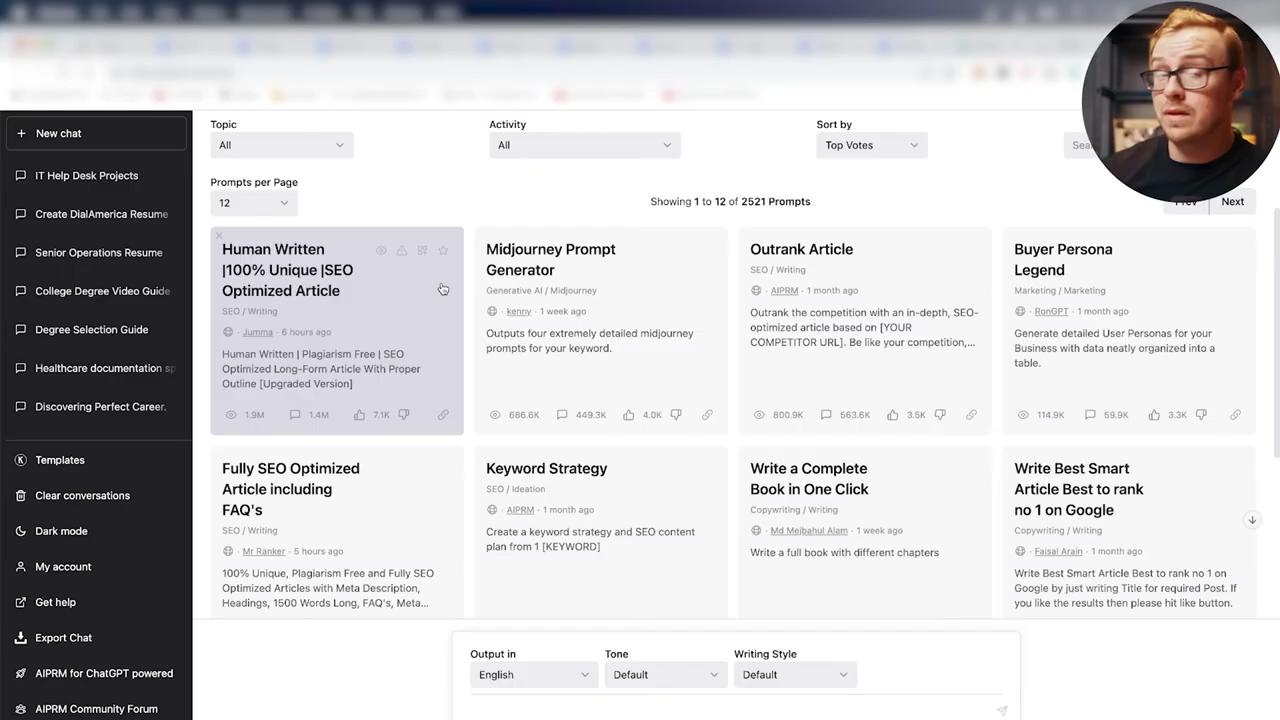 New chat
IT Help Desk Projects
Create DialAmerica Resume
Senior Operations Resume
College Degree Video Guide
Degree Selection Guide
Healthcare documentation sp
Discovering Perfect Career.
Templates
Clear conversations
Dark mode
My account
Get help
Export Chat
AIPRM for ChatGPT powered
AIPRM Community Forum
Topic
All
Activity
All
Sort by
Top Votes
Sea
Prompts per Page
12
Showing 1 to 12 of 2521 Prompts
Prev
Next
Human Written
|100% Unique |SEO
Optimized Article
SEO / Writing
· Jumma · 6 hours ago
Human Written | Plagiarism Free | SEO
Optimized Long-Form Article With Proper
Outline [Upgraded Version]
1.9M 1.4M 7.1K
Midjourney Prompt
Generator
Generative AI / Midjourney
· kenny · 1 week ago
Outputs four extremely detailed midjourney
prompts for your keyword.
686.6K 449.3K 4.0K
Outrank Article
SEO / Writing
· AIPRM · 1 month ago
Outrank the competition with an in-depth, SEO-
optimized article based on [YOUR
COMPETITOR URL]. Be like your competition,...
800.9K 563.6K 3.5K
Buyer Persona
Legend
Marketing / Marketing
· RonGPT · 1 month ago
Generate detailed User Personas for your
Business with data neatly organized into a
table.
114.9K 59.9K 3.3K
Fully SEO Optimized
Article including
FAQ's
SEO / Writing
· Mr Ranker · 5 hours ago
100% Unique, Plagiarism Free and Fully SEO
Optimized Articles with Meta Description,
Headings, 1500 Words Long, FAQ's, Meta...
Keyword Strategy
SEO / Ideation
· AIPRM · 1 month ago
Create a keyword strategy and SEO content
plan from 1 [KEYWORD]
Write a Complete
Book in One Click
Copywriting / Writing
· Md Mejbahul Alam · 1 week ago
Write a full book with different chapters
Write Best Smart
Article Best to rank
no 1 on Google
Copywriting / Writing
· Faisal Arain · 1 month ago
Write Best Smart Article Best to rank no 1 on
Google by just writing Title for required Post. If
you like the results then please hit like button.
Output in
English
Tone
Default
Writing Style
Default